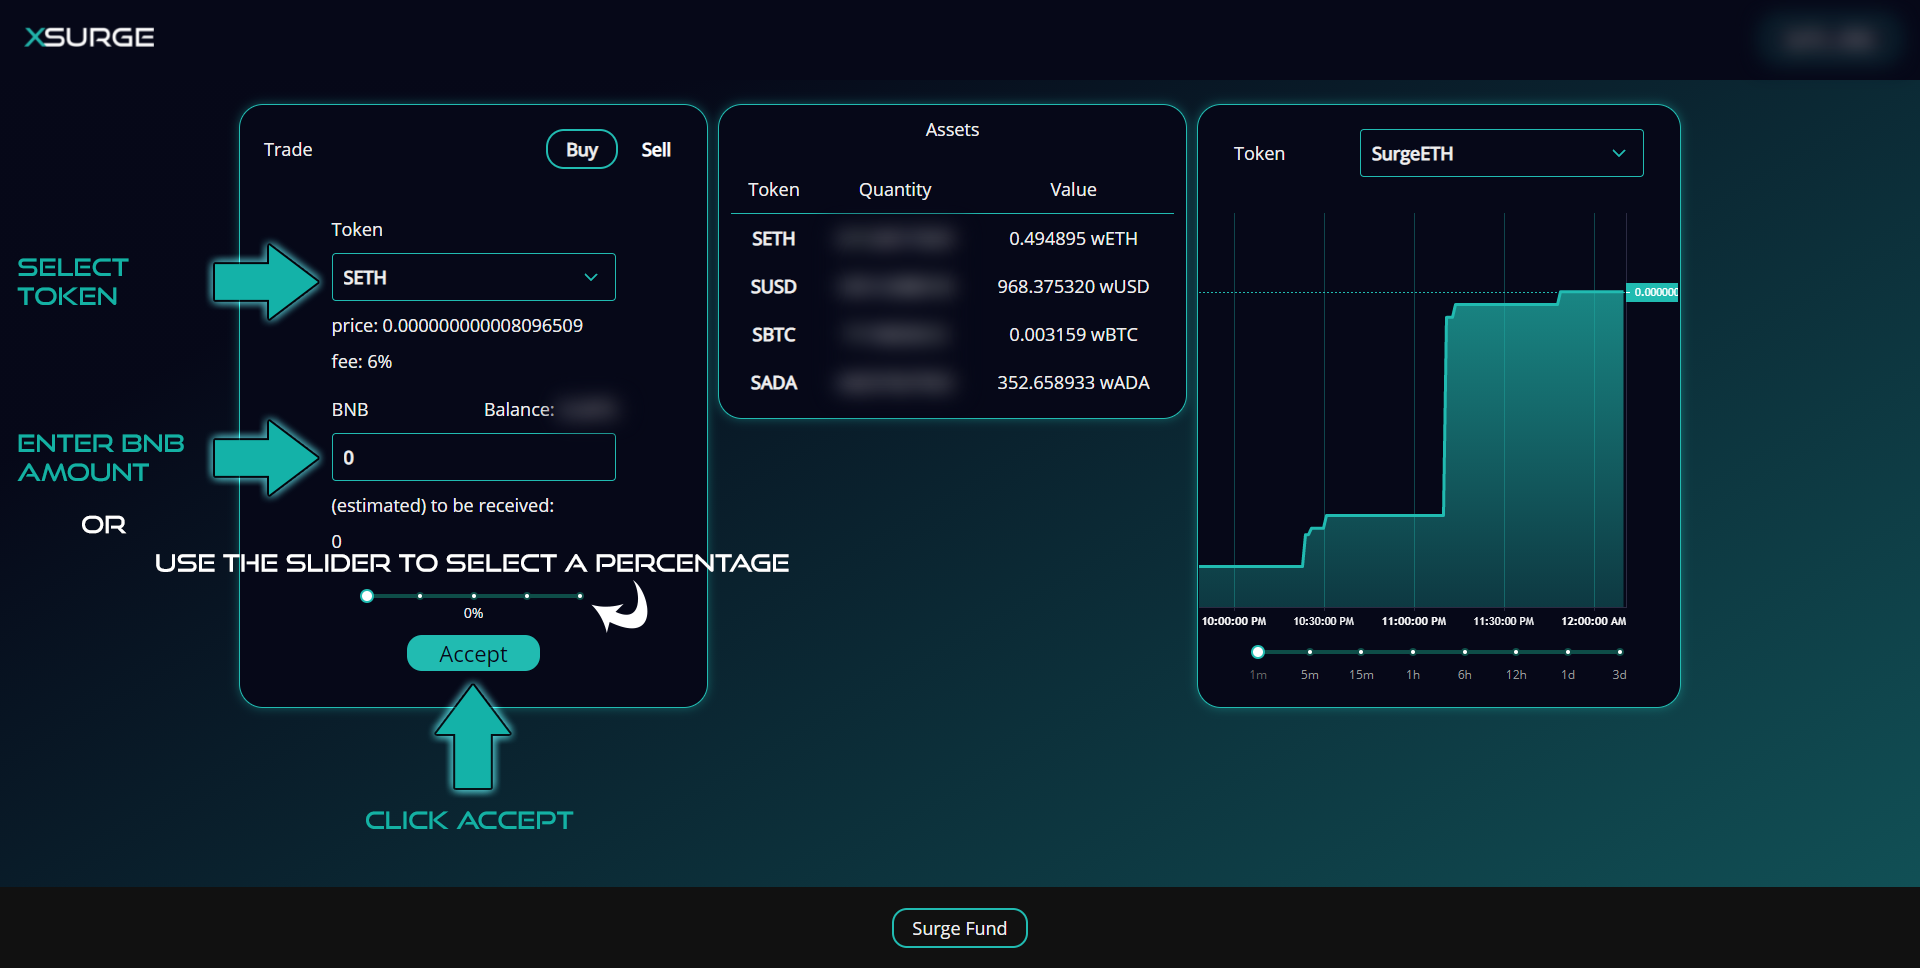 XSURGE
Trade
Buy
Sell
Token
SETH
price: 0.000000000008096509
fee: 6%
BNB
Balance:
0
(estimated) to be received:
0
USE THE SLIDER TO SELECT A PERCENTAGE
0%
Accept
SELECT
TOKEN
ENTER BNB
AMOUNT
OR
CLICK ACCEPT
Assets
Token Quantity Value
SETH 0.494895 wETH
SUSD 968.375320 wUSD
SBTC 0.003159 wBTC
SADA 352.658933 wADA
Token
SurgeETH
0.000000
10:00:00 PM 10:30:00 PM 11:00:00 PM 11:30:00 PM 12:00:00 AM
1m 5m 15m 1h 6h 12h 1d 3d
Surge Fund